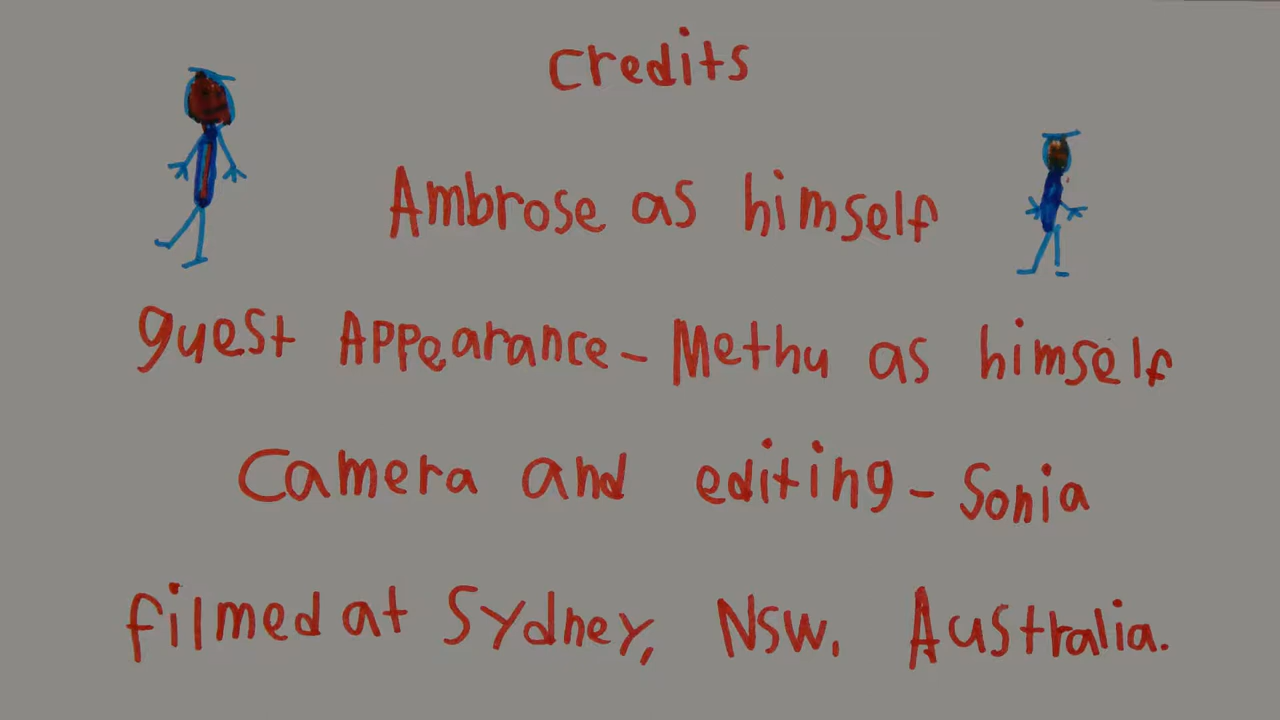 credits
Ambrose as himself
guest Appearance - Methu as himself
Camera and editing - Sonia
filmed at Sydney, NSW. Australia.